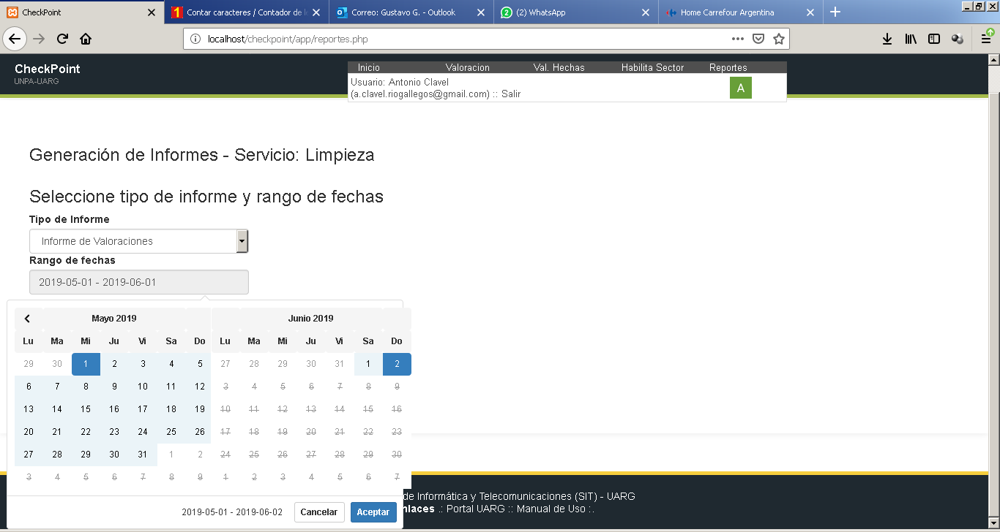 CheckPoint
Contar caracteres / Contador de
Correo: Gustavo G. - Outlook
(2) WhatsApp
Home Carrefour Argentina
localhost/checkpoint/app/reportes.php
CheckPoint
UNPA-UARG
Inicio Valoracion Val. Hechas Habilita Sector Reportes
Usuario: Antonio Clavel
(a.clavel.riogallegos@gmail.com) :: Salir
A
Generación de Informes - Servicio: Limpieza
Seleccione tipo de informe y rango de fechas
Tipo de Informe
Informe de Valoraciones
Rango de fechas
2019-05-01 - 2019-06-01
Mayo 2019 Junio 2019
Lu Ma Mi Ju Vi Sa Do Lu Ma Mi Ju Vi Sa Do
29 30 1 2 3 4 5 27 28 29 30 31 1 2
6 7 8 9 10 11 12 3 4 5 6 7 8 9
13 14 15 16 17 18 19 10 11 12 13 14 15 16
20 21 22 23 24 25 26 17 18 19 20 21 22 23
27 28 29 30 31 1 2 24 25 26 27 28 29 30
3 4 5 6 7 8 9 1 2 3 4 5 6 7
2019-05-01 - 2019-06-02 Cancelar Aceptar
de Informática y Telecomunicaciones (SIT) - UARG
nlaces .: Portal UARG :: Manual de Uso :.